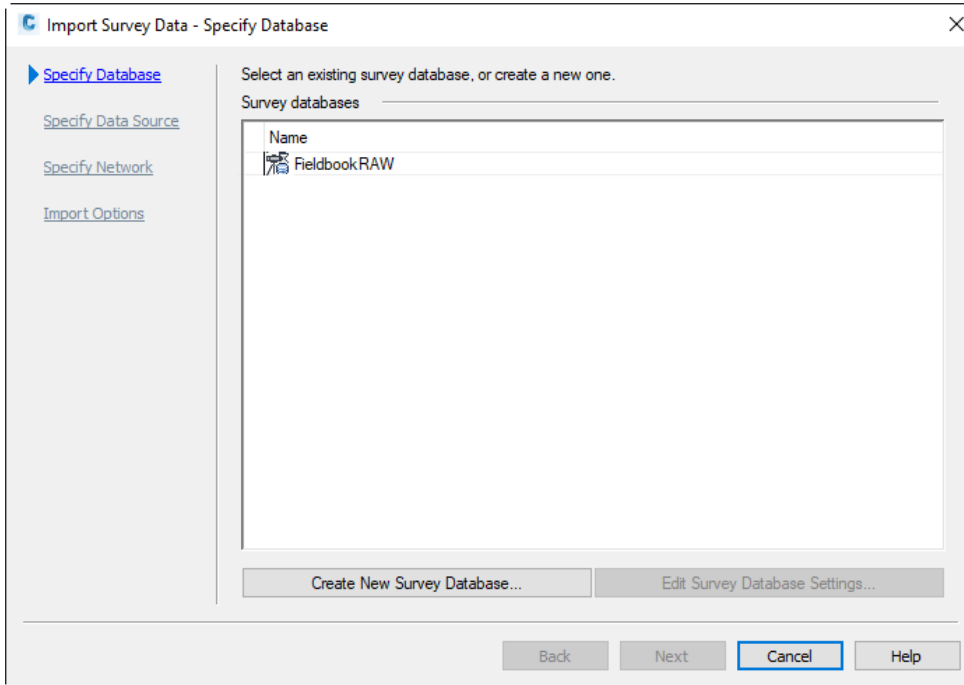 Import Survey Data - Specify Database
Specify Database
Specify Data Source
Specify Network
Import Options
Select an existing survey database, or create a new one.
Survey databases
Name
FieldbookRAW
Create New Survey Database...
Edit Survey Database Settings...
Back
Next
Cancel
Help